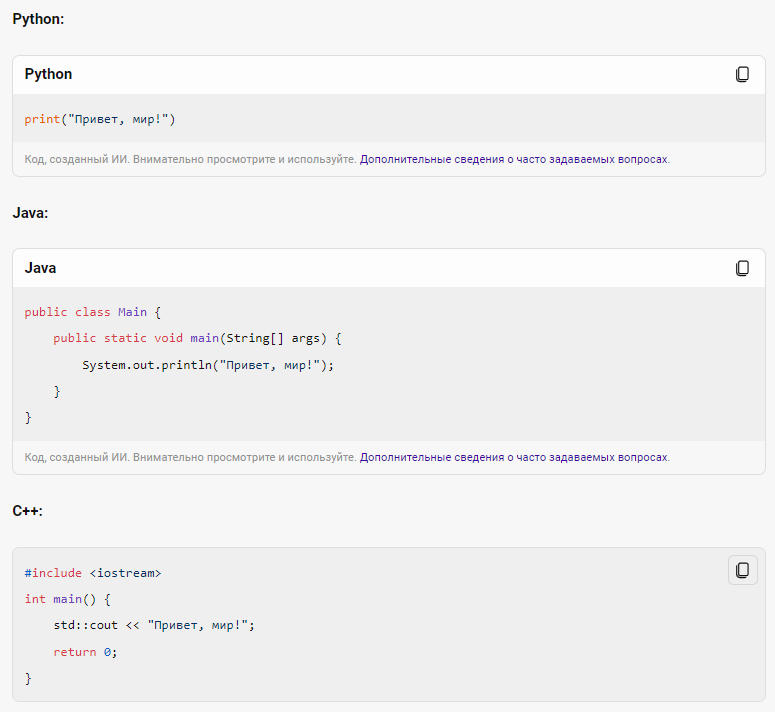 Python:
Python
print("Привет, мир!")
Код, созданный ИИ. Внимательно просмотрите и используйте. Дополнительные сведения о часто задаваемых вопросах.
Java:
Java
public class Main {
    public static void main(String[] args) {
        System.out.println("Привет, мир!");
    }
}
Код, созданный ИИ. Внимательно просмотрите и используйте. Дополнительные сведения о часто задаваемых вопросах.
C++:
#include <iostream>
int main() {
    std::cout << "Привет, мир!";
    return 0;
}